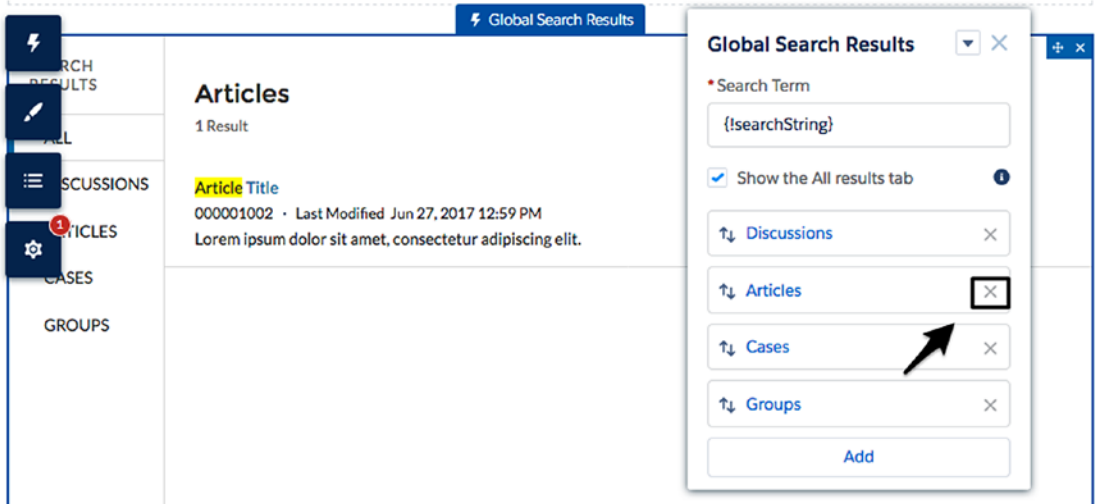 Global Search Results
RCH
ULTS
ALL
SCUSSIONS
TICLES
CASES
GROUPS
Articles
1 Result
Article Title
000001002 · Last Modified Jun 27, 2017 12:59 PM
Lorem ipsum dolor sit amet, consectetur adipiscing elit.
1
Global Search Results
*Search Term
{!searchString}
Show the All results tab
Discussions
Articles
Cases
Groups
Add